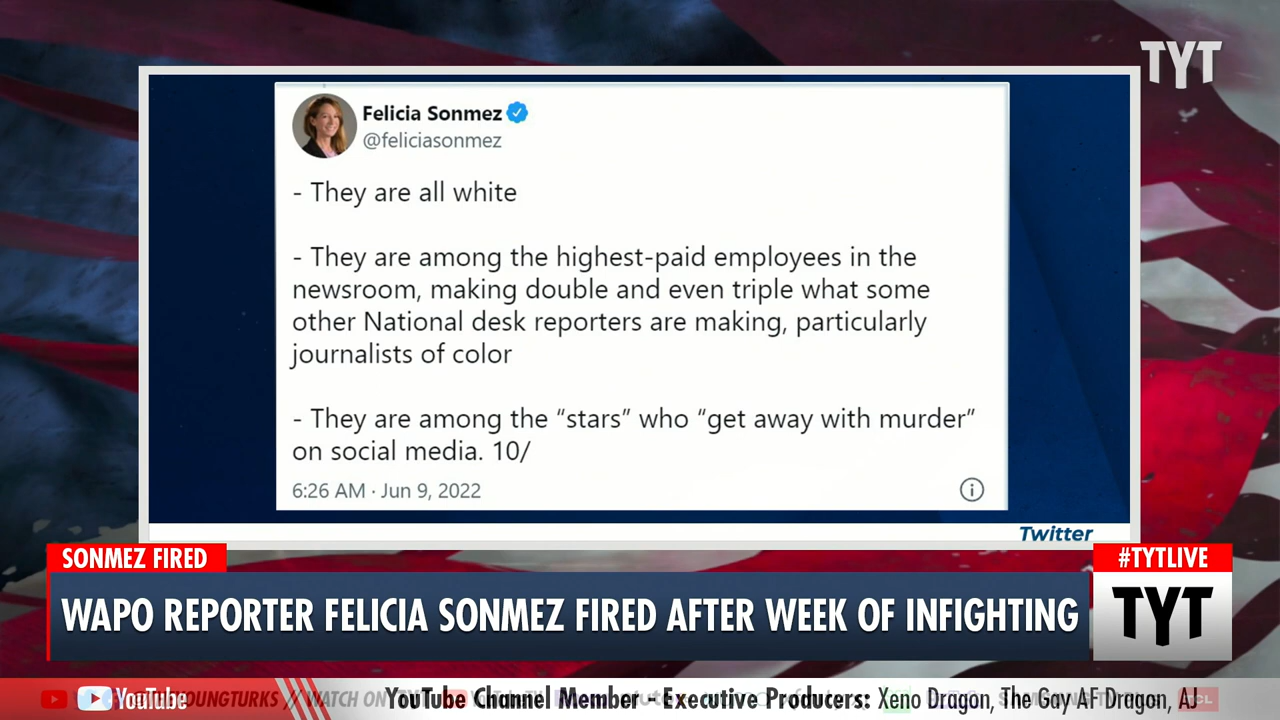 TYT
Felicia Sonmez
@feliciasonmez
- They are all white
- They are among the highest-paid employees in the
newsroom, making double and even triple what some
other National desk reporters are making, particularly
journalists of color
- They are among the “stars” who “get away with murder”
on social media. 10/
6:26 AM · Jun 9, 2022
Twitter
SONMEZ FIRED
#TYTLIVE
WAPO REPORTER FELICIA SONMEZ FIRED AFTER WEEK OF INFIGHTING
TYT
YouTube YOUNGTURKS // WATCH ON YouTube Channel Member - Executive Producers: Xeno Dragon, The Gay AF Dragon, AJ